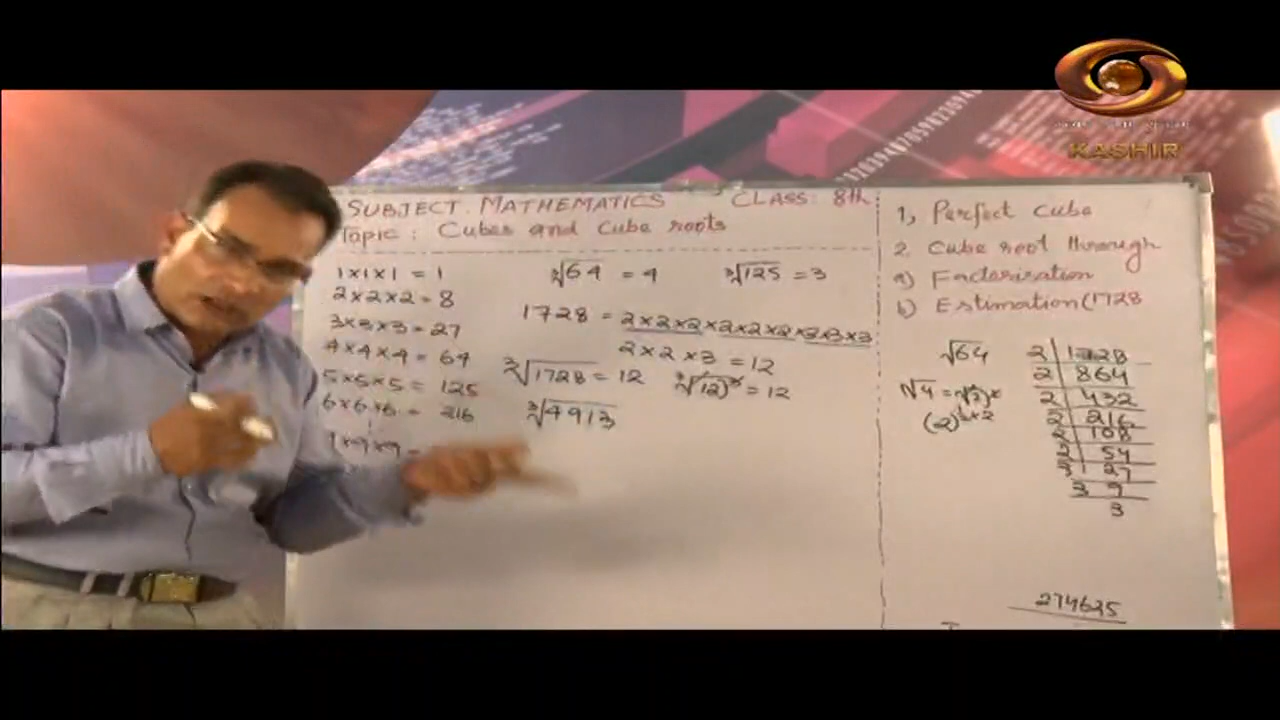 KASHIR
SUBJECT. MATHEMATICS CLASS: 8th
Topic : Cubes and Cube roots
1×1×1 = 1
2×2×2 = 8
3×3×3 = 27
4×4×4 = 64
5×5×5 = 125
6×6×6 = 216
∛64 = 4
∛125 = 3
1728 = 2×2×2×2×2×2×3×3×3
2×2×3 = 12
∛1728 = 12
∛(12)³ = 12
∛4913
1, Perfect cube
2. Cube root through
a) Factorisation
b) Estimation(1728
√64
2 1728
2 864
2 432
2 216
2 108
2 54
3 27
3 9
3
274625